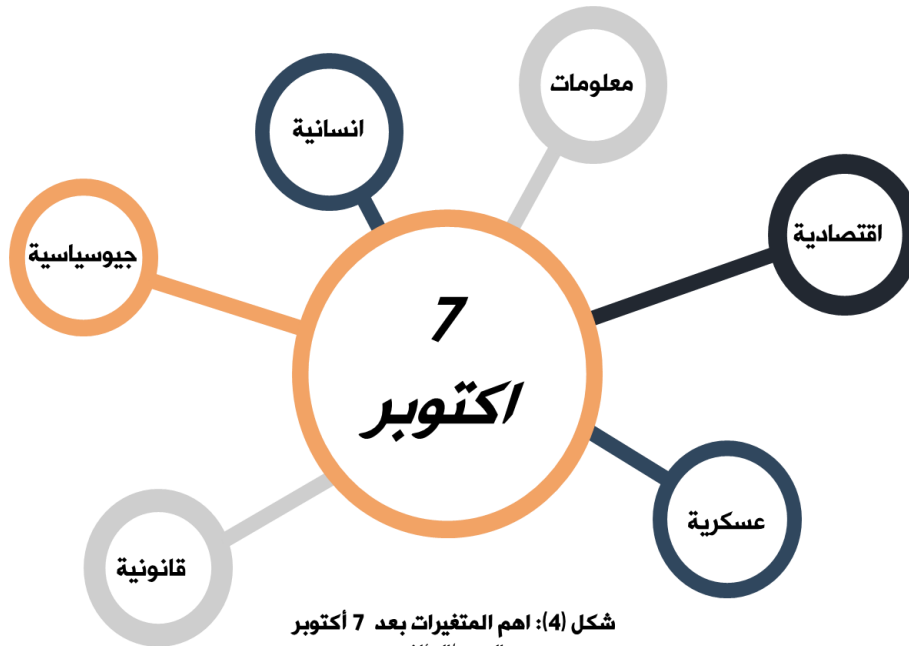 معلومات
انسانية
اقتصادية
جيوسياسية
7
اكتوبر
عسكرية
قانونية
شكل (4): اهم المتغيرات بعد 7 أكتوبر